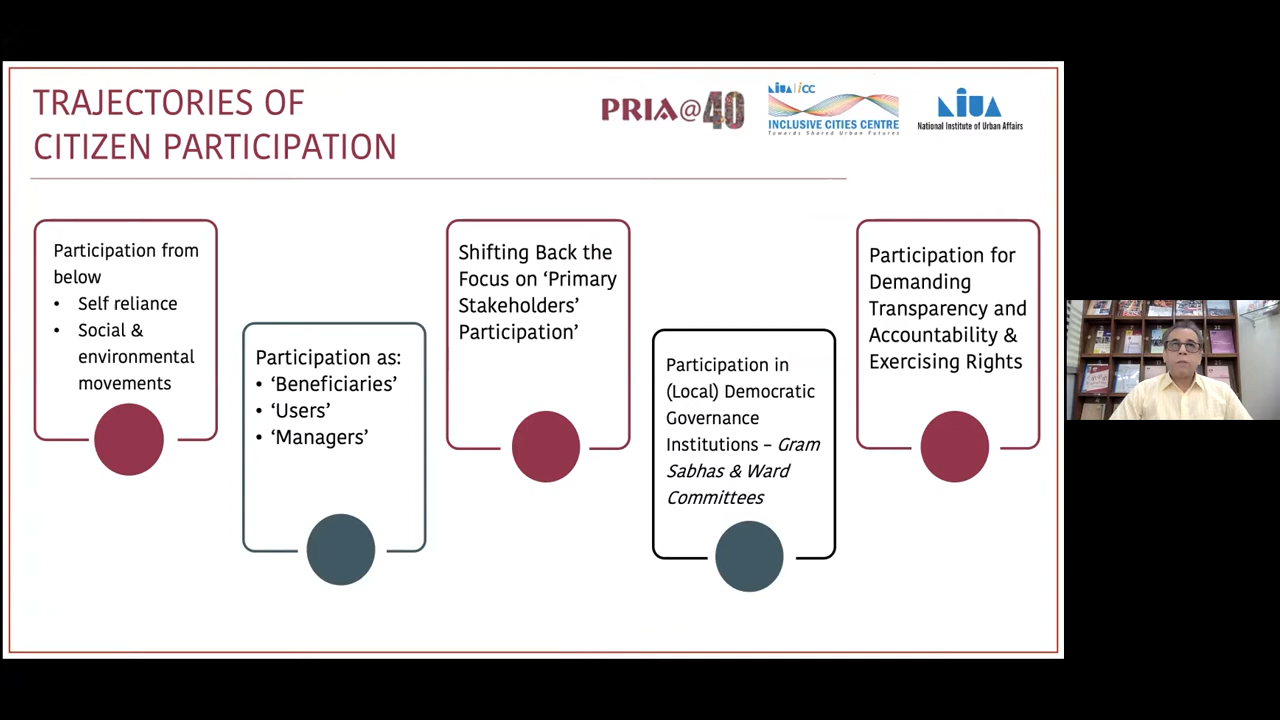 TRAJECTORIES OF
CITIZEN PARTICIPATION
PRIA@40
NIUA|iCC
INCLUSIVE CITIES CENTRE
Towards Shared Urban Futures
NIUA
National Institute of Urban Affairs
Participation from
below
• Self reliance
• Social &
environmental
movements
Participation as:
• ‘Beneficiaries’
• ‘Users’
• ‘Managers’
Shifting Back the
Focus on ‘Primary
Stakeholders’
Participation’
Participation in
(Local) Democratic
Governance
Institutions – Gram
Sabhas & Ward
Committees
Participation for
Demanding
Transparency and
Accountability &
Exercising Rights